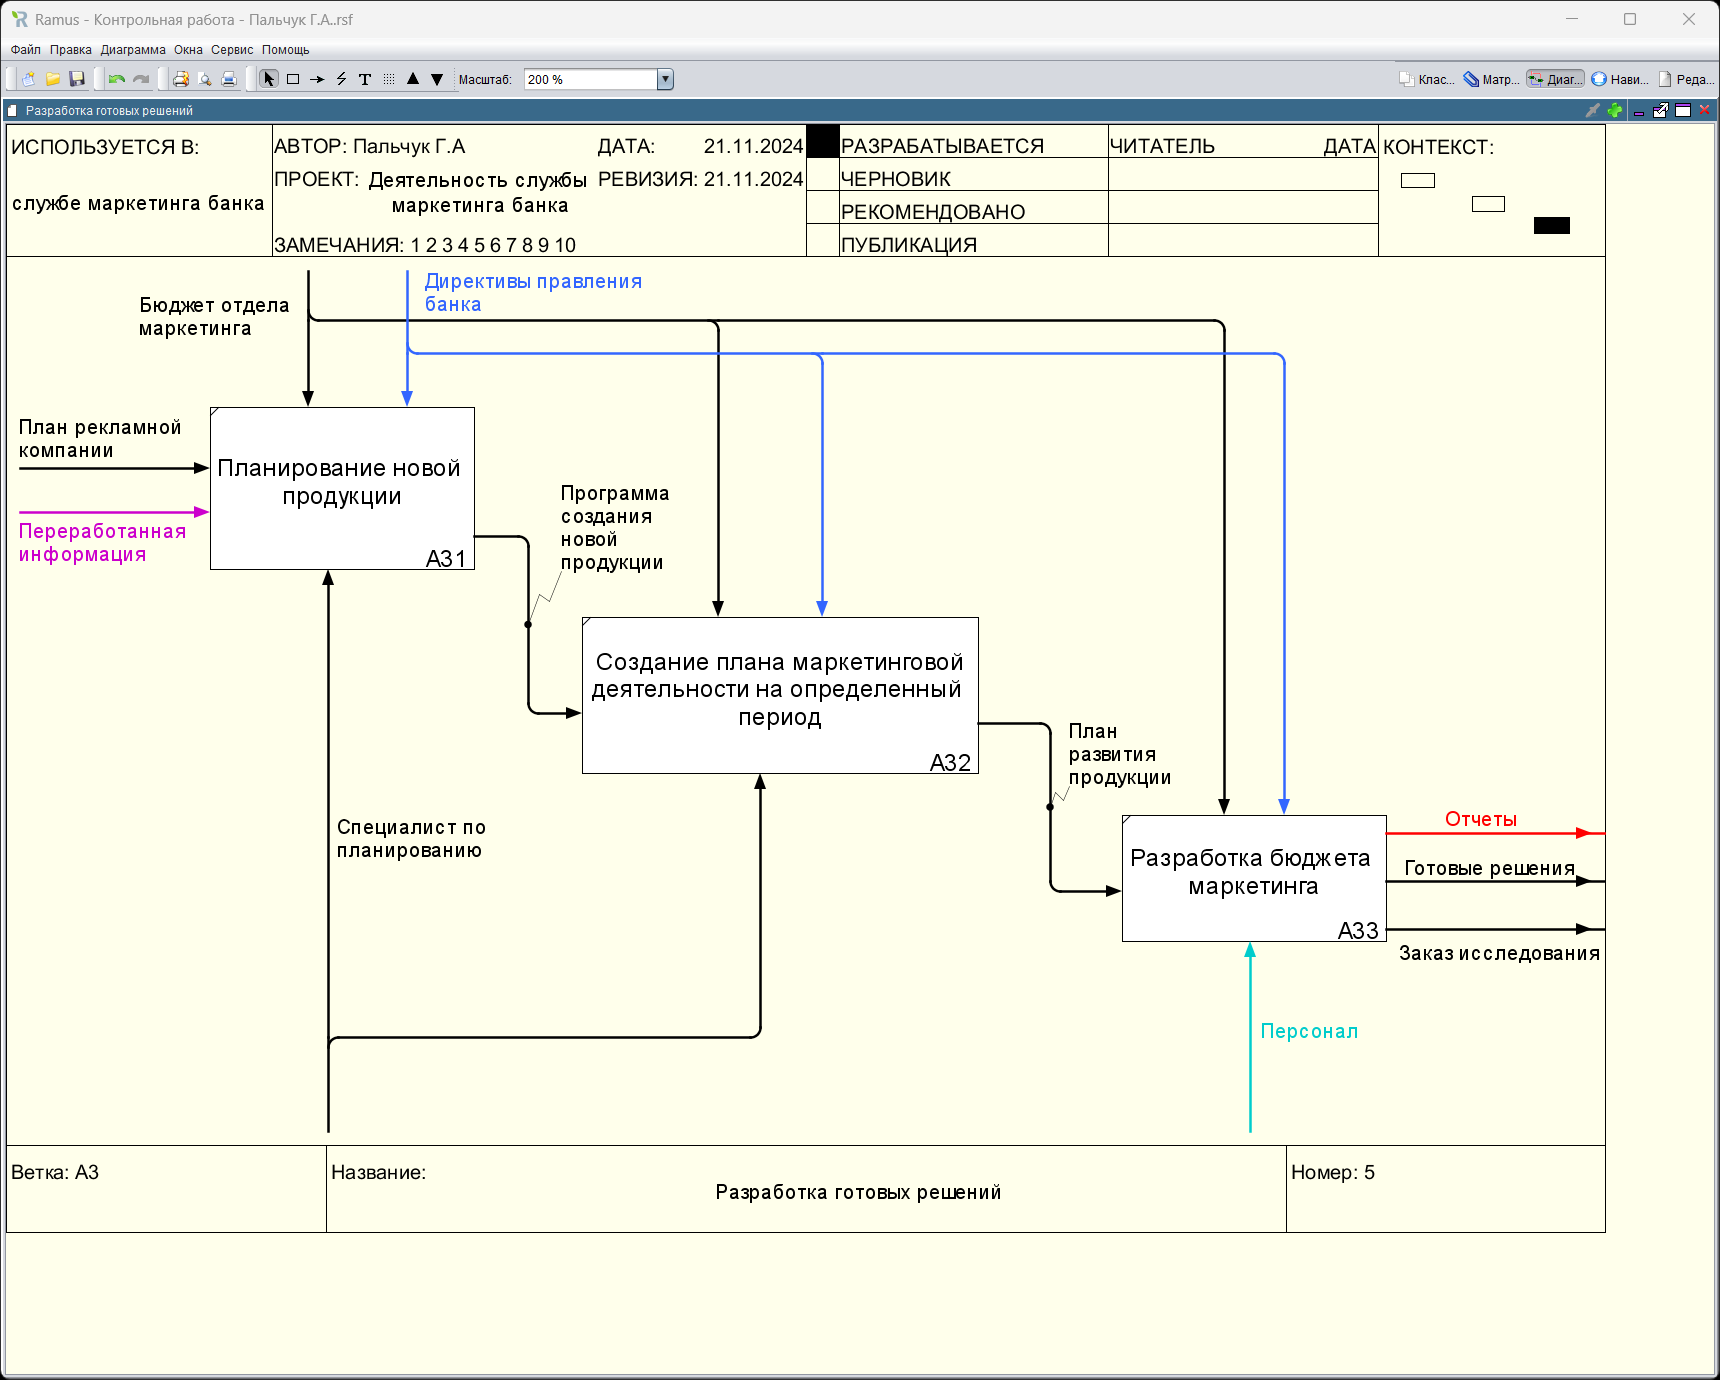 Ramus - Контрольная работа - Пальчук Г.А..rsf
Файл Правка Диаграмма Окна Сервис Помощь
Масштаб: 200 % Клас... Матр... Диаг... Нави... Реда...
Разработка готовых решений
ИСПОЛЬЗУЕТСЯ В:
службе маркетинга банка
АВТОР: Пальчук Г.А ДАТА: 21.11.2024
ПРОЕКТ: Деятельность службы РЕВИЗИЯ: 21.11.2024
маркетинга банка
ЗАМЕЧАНИЯ: 1 2 3 4 5 6 7 8 9 10
РАЗРАБАТЫВАЕТСЯ
ЧЕРНОВИК
РЕКОМЕНДОВАНО
ПУБЛИКАЦИЯ
ЧИТАТЕЛЬ ДАТА
КОНТЕКСТ:
Бюджет отдела
маркетинга
Директивы правления
банка
План рекламной
компании
Переработанная
информация
Планирование новой
продукции
A31
Программа
создания
новой
продукции
Создание плана маркетинговой
деятельности на определенный
период
A32
План
развития
продукции
Специалист по
планированию
Разработка бюджета
маркетинга
A33
Отчеты
Готовые решения
Заказ исследования
Персонал
Ветка: A3
Название:
Разработка готовых решений
Номер: 5